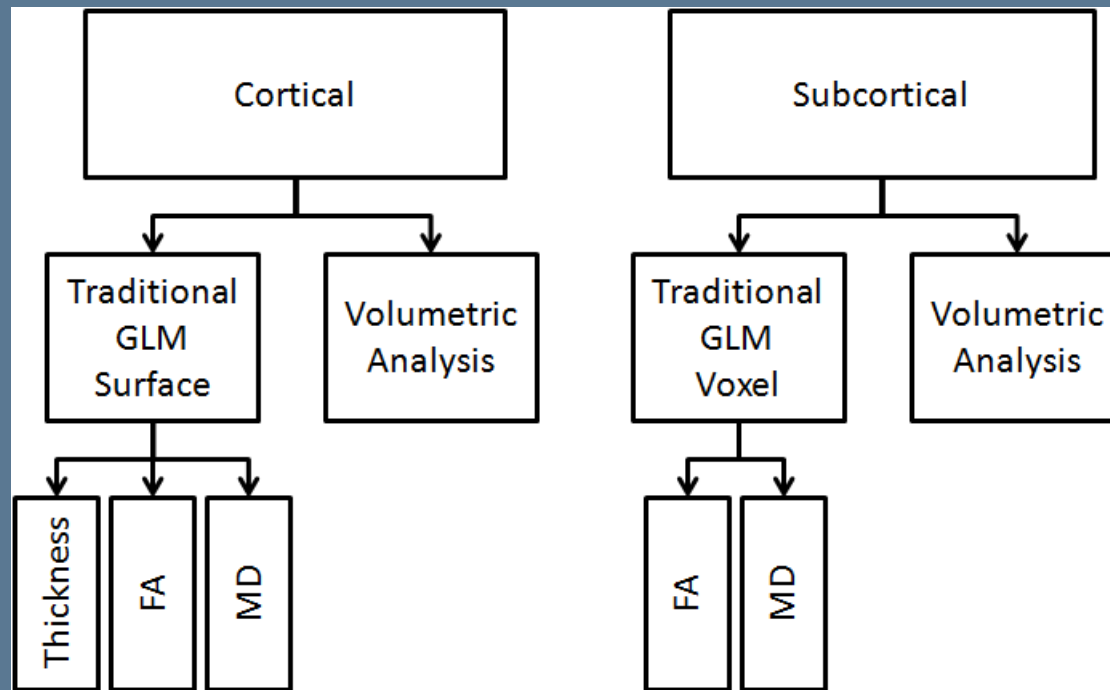 Cortical
Subcortical
Traditional
GLM
Surface
Volumetric
Analysis
Traditional
GLM
Voxel
Volumetric
Analysis
Thickness
FA
MD
FA
MD